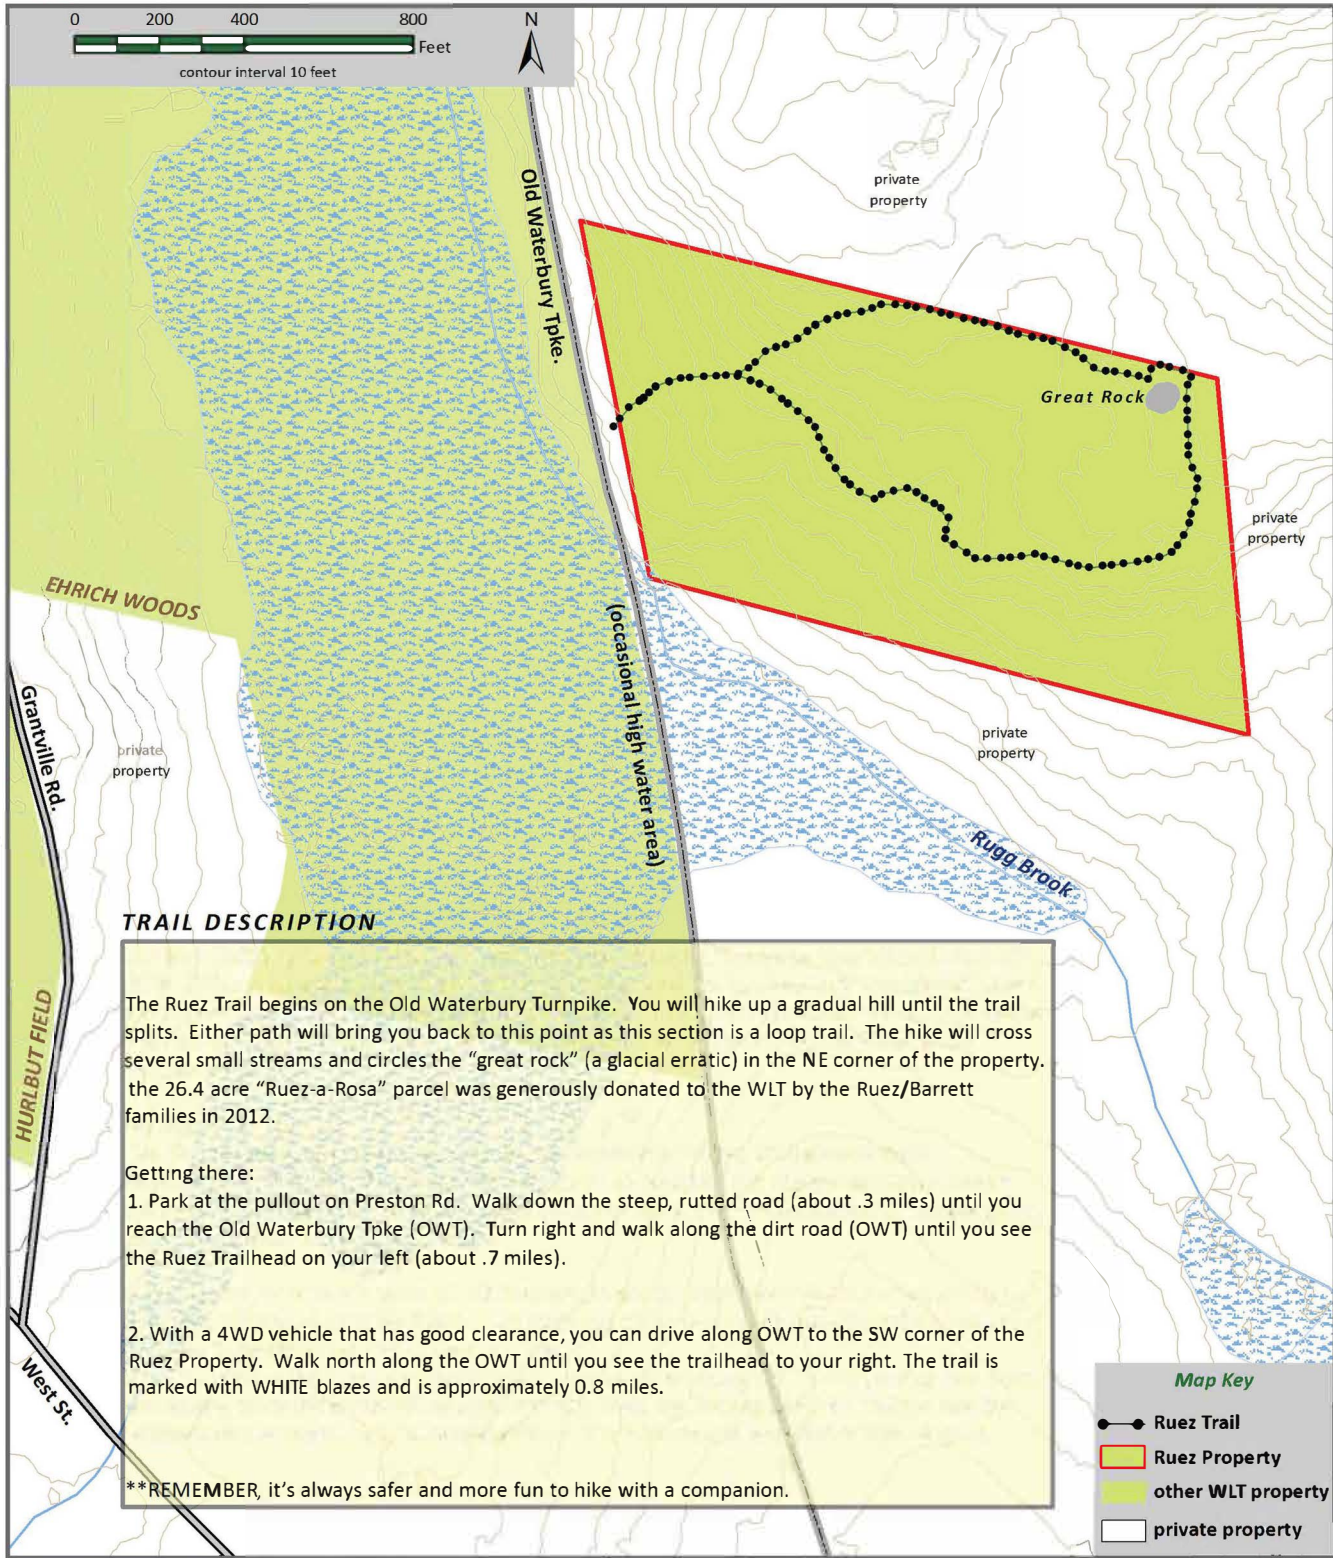 0 200 400 800
Feet
contour interval 10 feet
N
Old Waterbury Tpke.
private
property
Great Rock
private
property
EHRICH WOODS
(occasional high water area)
Grantville Rd.
private
property
private
property
Rugg Brook
HURLBUT FIELD
TRAIL DESCRIPTION
The Ruez Trail begins on the Old Waterbury Turnpike. You will hike up a gradual hill until the trail
splits. Either path will bring you back to this point as this section is a loop trail. The hike will cross
several small streams and circles the “great rock” (a glacial erratic) in the NE corner of the property.
the 26.4 acre “Ruez-a-Rosa” parcel was generously donated to the WLT by the Ruez/Barrett
families in 2012.
Getting there:
1. Park at the pullout on Preston Rd. Walk down the steep, rutted road (about .3 miles) until you
reach the Old Waterbury Tpke (OWT). Turn right and walk along the dirt road (OWT) until you see
the Ruez Trailhead on your left (about .7 miles).
2. With a 4WD vehicle that has good clearance, you can drive along OWT to the SW corner of the
Ruez Property. Walk north along the OWT until you see the trailhead to your right. The trail is
marked with WHITE blazes and is approximately 0.8 miles.
**REMEMBER, it’s always safer and more fun to hike with a companion.
West St.
Map Key
Ruez Trail
Ruez Property
other WLT property
private property